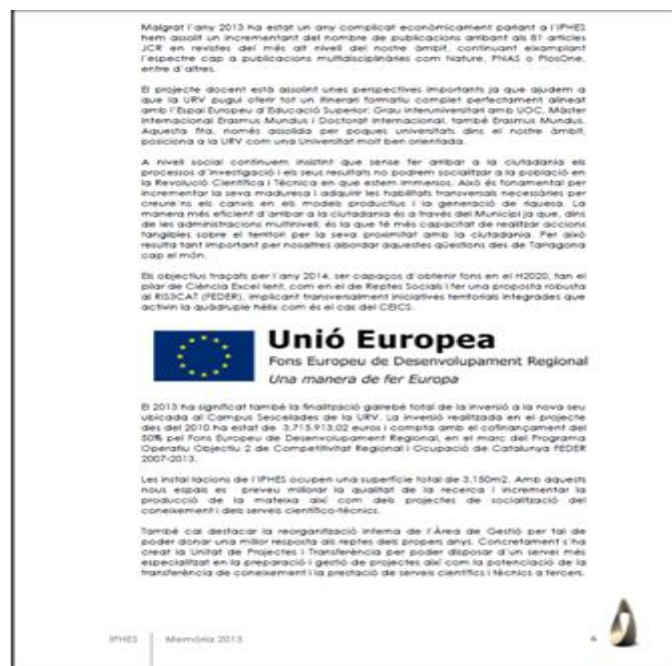 Malgrat l'any 2013 ha estat un any complicat econòmicament parlant a l'IPHES
hem assolit un incrementant del nombre de publicacions arribant als 81 articles
JCR en revistes del més alt nivell del nostre àmbit, continuant eixamplant
l'espectre cap a publicacions multidisciplinàries com Nature, PNAS o PlosOne,
entre d'altres.
El projecte docent està assolint unes perspectives importants ja que ajudem a
que la URV pugui oferir tot un itinerari formatiu complet perfectament alineat
amb l'Espai Europeu d'Educació Superior: Grau interuniversitari amb UOC, Màster
Internacional Erasmus Mundus i Doctorat Internacional, també Erasmus Mundus.
Aquesta fita, només assolida per poques universitats dins el nostre àmbit,
posiciona a la URV com una Universitat molt ben orientada.
A nivell social continuem insistint que sense fer arribar a la ciutadania els
processos d'investigació i els seus resultats no podrem socialitzar a la població en
la Revolució Científica i Tècnica en que estem immersos. Això és fonamental per
incrementar la seva maduresa i adquirir les habilitats transversals necessàries per
creure'ns els canvis en els models productius i la generació de riquesa. La
manera més eficient d'arribar a la ciutadania és a través del Municipi ja que, dins
de les administracions multinivell, és la que té més capacitat de realitzar accions
tangibles sobre el territori per la seva proximitat amb la ciutadania. Per això
resulta tant important per nosaltres abordar aquestes qüestions des de Tarragona
cap el món.
Els objectius traçats per l'any 2014, ser capaços d'obtenir fons en el H2020, tan el
pilar de Ciència Excel·lent, com en el de Reptes Socials i fer una proposta robusta
al RIS3CAT (FEDER), implicant transversalment iniciatives territorials integrades que
activin la quàdruple hèlix com és el cas del CEICS.
Unió Europea
Fons Europeu de Desenvolupament Regional
Una manera de fer Europa
El 2013 ha significat també la finalització gairebé total de la inversió a la nova seu
ubicada al Campus Sescelades de la URV. La inversió realitzada en el projecte
des del 2010 ha estat de 3.715.913,02 euros i compta amb el cofinançament del
50% pel Fons Europeu de Desenvolupament Regional, en el marc del Programa
Operatiu Objectiu 2 de Competitivitat Regional i Ocupació de Catalunya FEDER
2007-2013.
Les instal·lacions de l'IPHES ocupen una superfície total de 3.150m2. Amb aquests
nous espais es preveu millorar la qualitat de la recerca i incrementar la
producció de la mateixa així com dels projectes de socialització del
coneixement i dels serveis científico-tècnics.
També cal destacar la reorganització interna de l'Àrea de Gestió per tal de
poder donar una millor resposta als reptes dels propers anys. Concretament s'ha
creat la Unitat de Projectes i Transferència per poder disposar d'un servei més
especialitzat en la preparació i gestió de projectes així com la potenciació de la
transferència de coneixement i la prestació de serveis científics i tècnics a tercers.
IPHES Memòria 2013 6